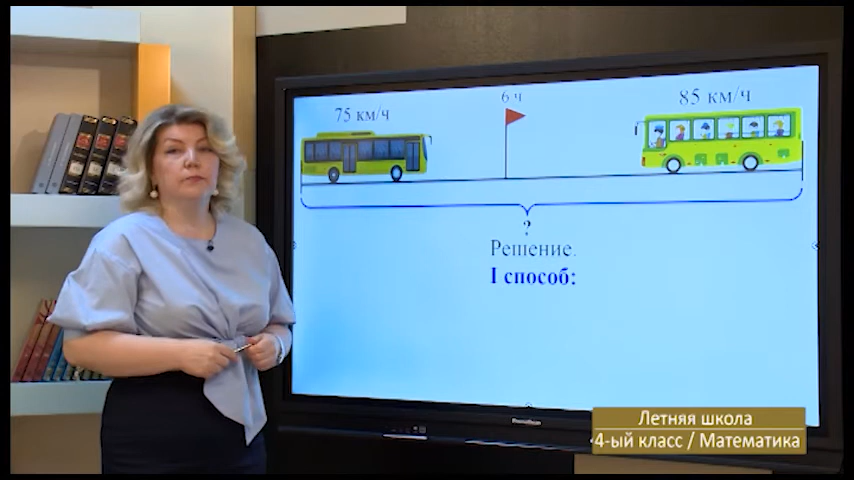 75 км/ч
6 ч
85 км/ч
?
Решение.
I способ:
Летняя школа
4-ый класс / Математика